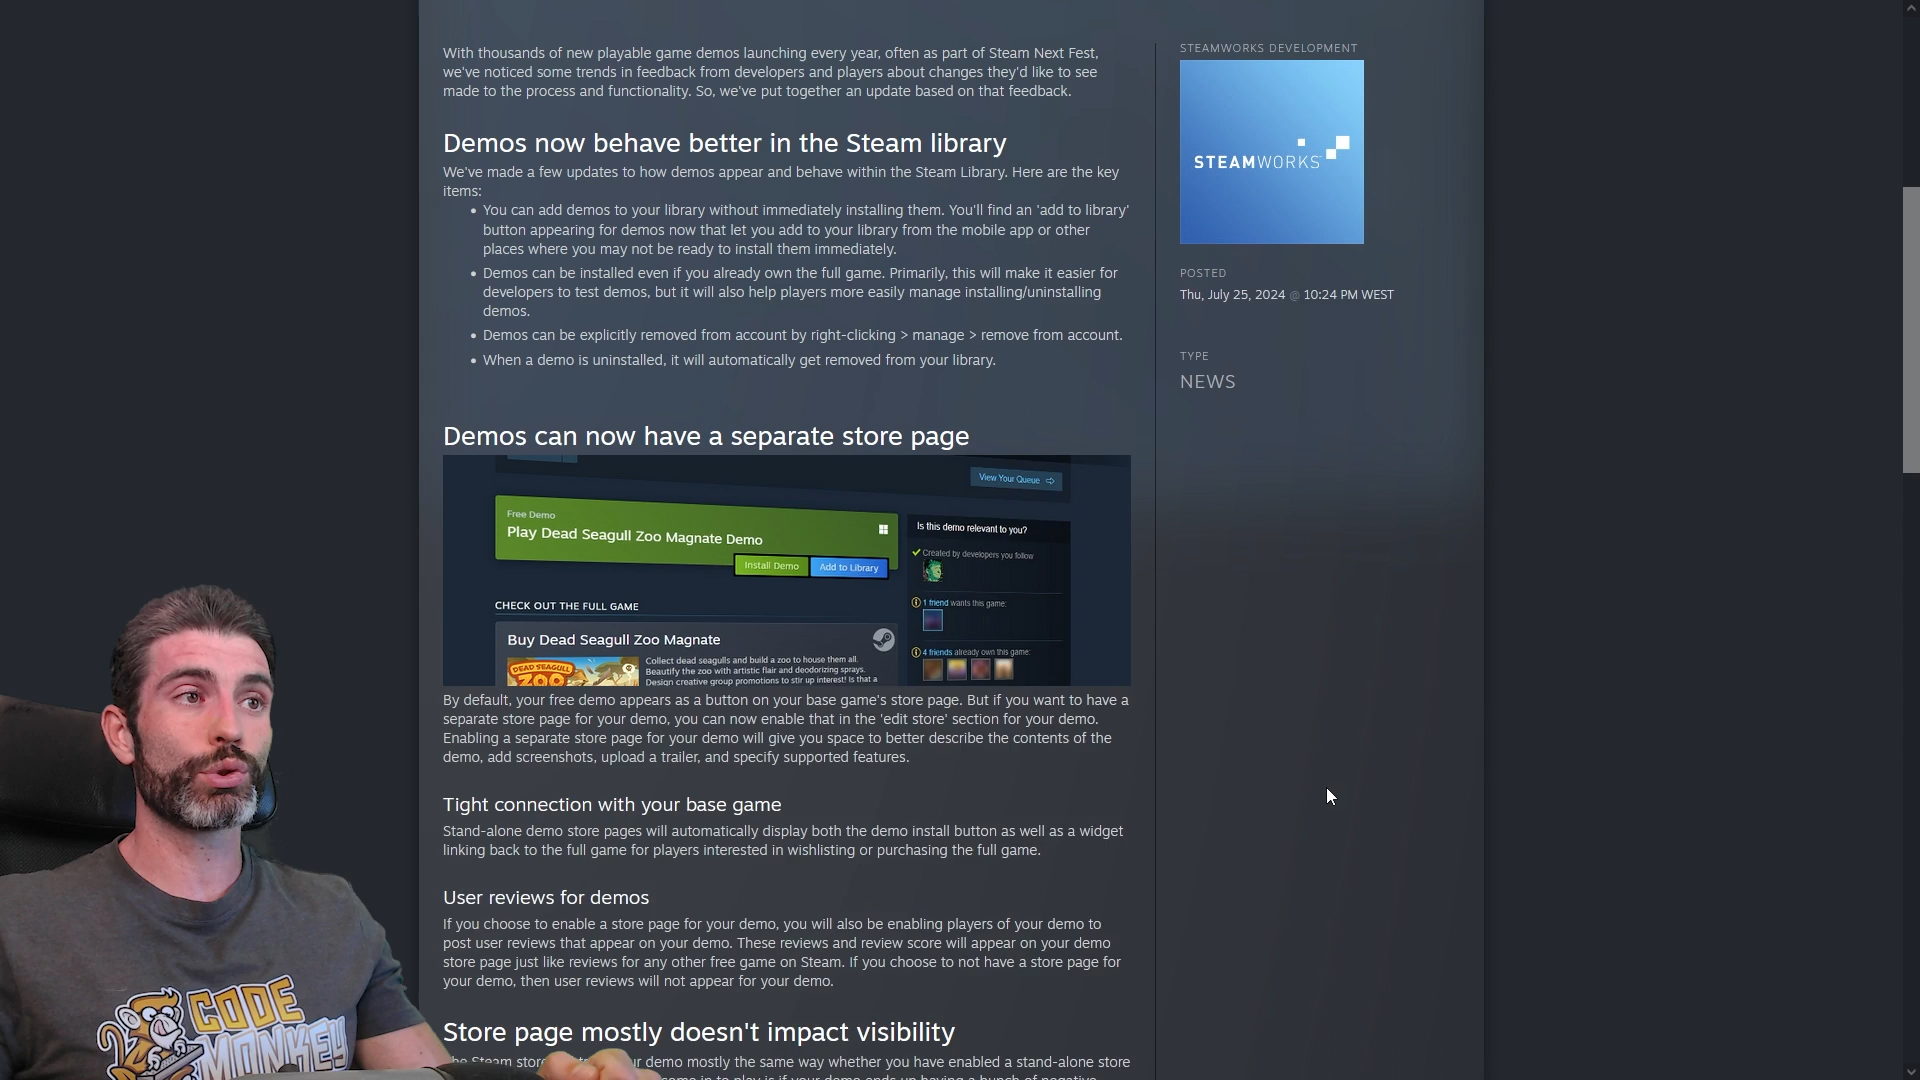 With thousands of new playable game demos launching every year, often as part of Steam Next Fest,
we've noticed some trends in feedback from developers and players about changes they'd like to see
made to the process and functionality. So, we've put together an update based on that feedback.
Demos now behave better in the Steam library
We've made a few updates to how demos appear and behave within the Steam Library. Here are the key
items:
• You can add demos to your library without immediately installing them. You'll find an 'add to library'
button appearing for demos now that let you add to your library from the mobile app or other
places where you may not be ready to install them immediately.
• Demos can be installed even if you already own the full game. Primarily, this will make it easier for
developers to test demos, but it will also help players more easily manage installing/uninstalling
demos.
• Demos can be explicitly removed from account by right-clicking > manage > remove from account.
• When a demo is uninstalled, it will automatically get removed from your library.
Demos can now have a separate store page
View Your Queue
Free Demo
Play Dead Seagull Zoo Magnate Demo
Install Demo
Add to Library
Is this demo relevant to you?
Created by developers you follow
1 friend wants this game:
4 friends already own this game:
CHECK OUT THE FULL GAME
Buy Dead Seagull Zoo Magnate
DEAD SEAGULL
ZOO
Collect dead seagulls and build a zoo to house them all.
Beautify the zoo with artistic flair and deodorizing sprays.
Design creative group promotions to stir up interest! Is that a
By default, your free demo appears as a button on your base game's store page. But if you want to have a
separate store page for your demo, you can now enable that in the 'edit store' section for your demo.
Enabling a separate store page for your demo will give you space to better describe the contents of the
demo, add screenshots, upload a trailer, and specify supported features.
Tight connection with your base game
Stand-alone demo store pages will automatically display both the demo install button as well as a widget
linking back to the full game for players interested in wishlisting or purchasing the full game.
User reviews for demos
If you choose to enable a store page for your demo, you will also be enabling players of your demo to
post user reviews that appear on your demo. These reviews and review score will appear on your demo
store page just like reviews for any other free game on Steam. If you choose to not have a store page for
your demo, then user reviews will not appear for your demo.
Store page mostly doesn't impact visibility
Steam store demo mostly the same way whether you have enabled a stand-alone store
STEAMWORKS DEVELOPMENT
STEAMWORKS
POSTED
Thu, July 25, 2024 @ 10:24 PM WEST
TYPE
NEWS
CODE
MONKEY